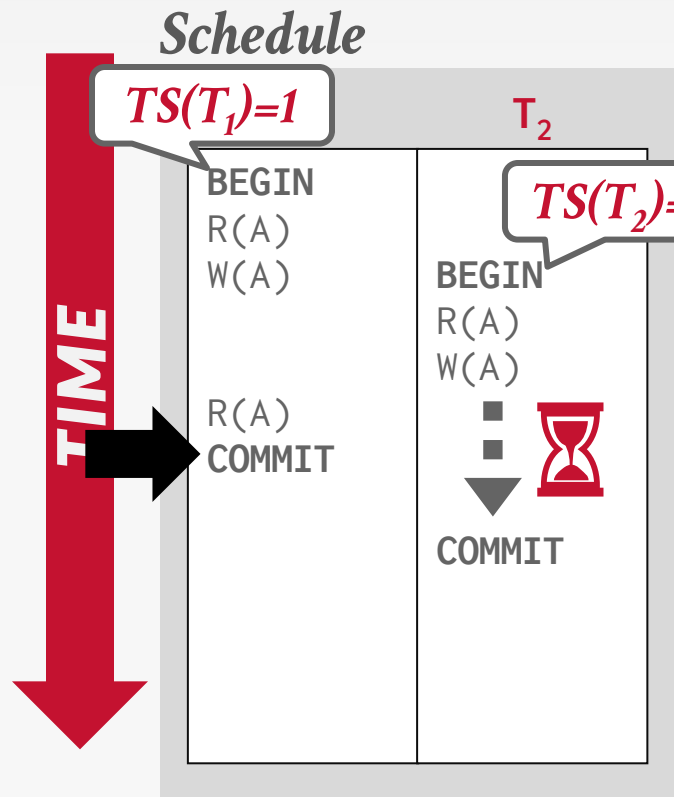 Schedule
TS(T1)=1
T2
BEGIN
TS(T2)=
R(A)
W(A)
BEGIN
R(A)
W(A)
TIME
R(A)
COMMIT
COMMIT